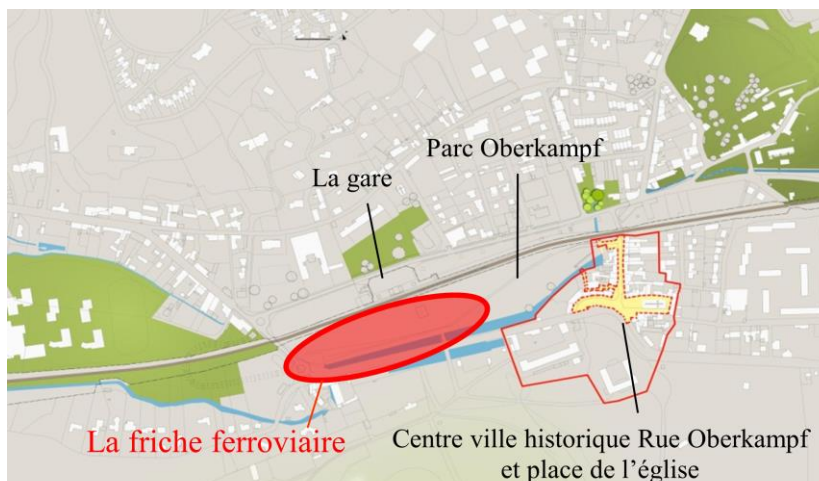 Parc Oberkampf
La gare
La friche ferroviaire
Centre ville historique Rue Oberkampf
et place de l’église